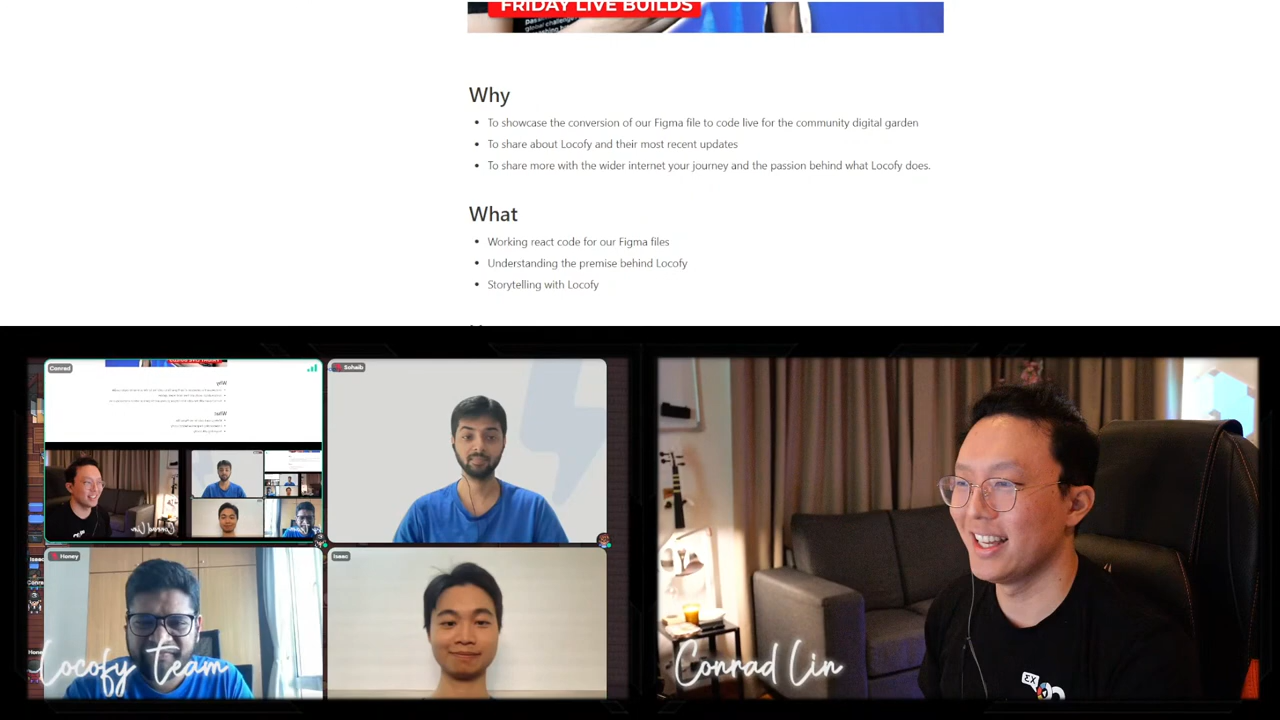 FRIDAY LIVE BUILDS
Why
To showcase the conversion of our Figma file to code live for the community digital garden
To share about Locofy and their most recent updates
To share more with the wider internet your journey and the passion behind what Locofy does.
What
Working react code for our Figma files
Understanding the premise behind Locofy
Storytelling with Locofy
Conrad
Sohaib
Honey
Isaac
Locofy Team
Conrad Lin